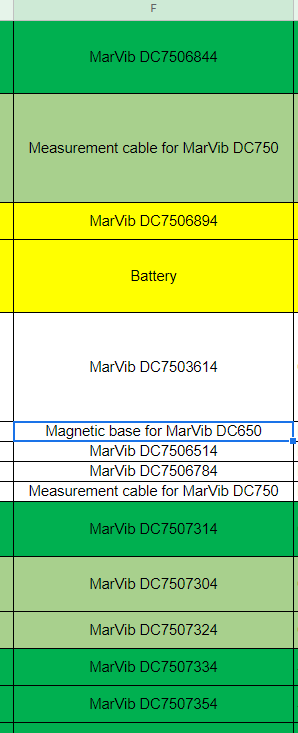 F
MarVib DC7506844
Measurement cable for MarVib DC750
MarVib DC7506894
Battery
MarVib DC7503614
Magnetic base for MarVib DC650
MarVib DC7506514
MarVib DC7506784
Measurement cable for MarVib DC750
MarVib DC7507314
MarVib DC7507304
MarVib DC7507324
MarVib DC7507334
MarVib DC7507354